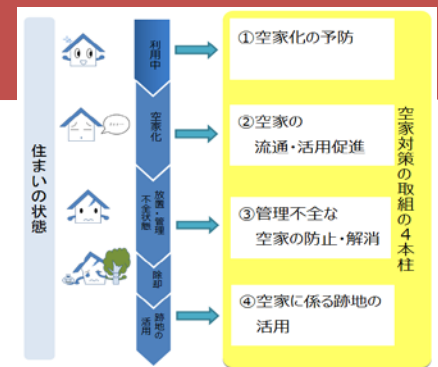 住まいの状態
利用中
空家化
放置・管理
不全状態
除却
跡地の
活用
①空家化の予防
②空家の
流通・活用促進
③管理不全な
空家の防止・解消
④空家に係る跡地の
活用
空家対策の取組の4本柱